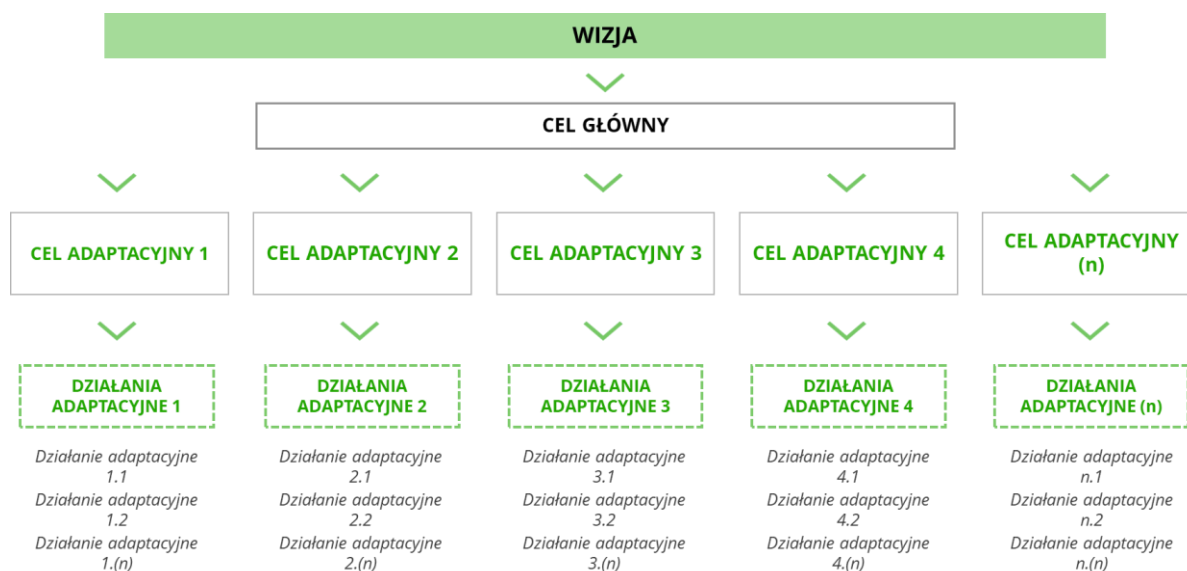 WIZJA
CEL GŁÓWNY
CEL ADAPTACYJNY 1
CEL ADAPTACYJNY 2
CEL ADAPTACYJNY 3
CEL ADAPTACYJNY 4
CEL ADAPTACYJNY
(n)
DZIAŁANIA
ADAPTACYJNE 1
DZIAŁANIA
ADAPTACYJNE 2
DZIAŁANIA
ADAPTACYJNE 3
DZIAŁANIA
ADAPTACYJNE 4
DZIAŁANIA
ADAPTACYJNE (n)
Działanie adaptacyjne
1.1
Działanie adaptacyjne
1.2
Działanie adaptacyjne
1.(n)
Działanie adaptacyjne
2.1
Działanie adaptacyjne
2.2
Działanie adaptacyjne
2.(n)
Działanie adaptacyjne
3.1
Działanie adaptacyjne
3.2
Działanie adaptacyjne
3.(n)
Działanie adaptacyjne
4.1
Działanie adaptacyjne
4.2
Działanie adaptacyjne
4.(n)
Działanie adaptacyjne
n.1
Działanie adaptacyjne
n.2
Działanie adaptacyjne
n.(n)